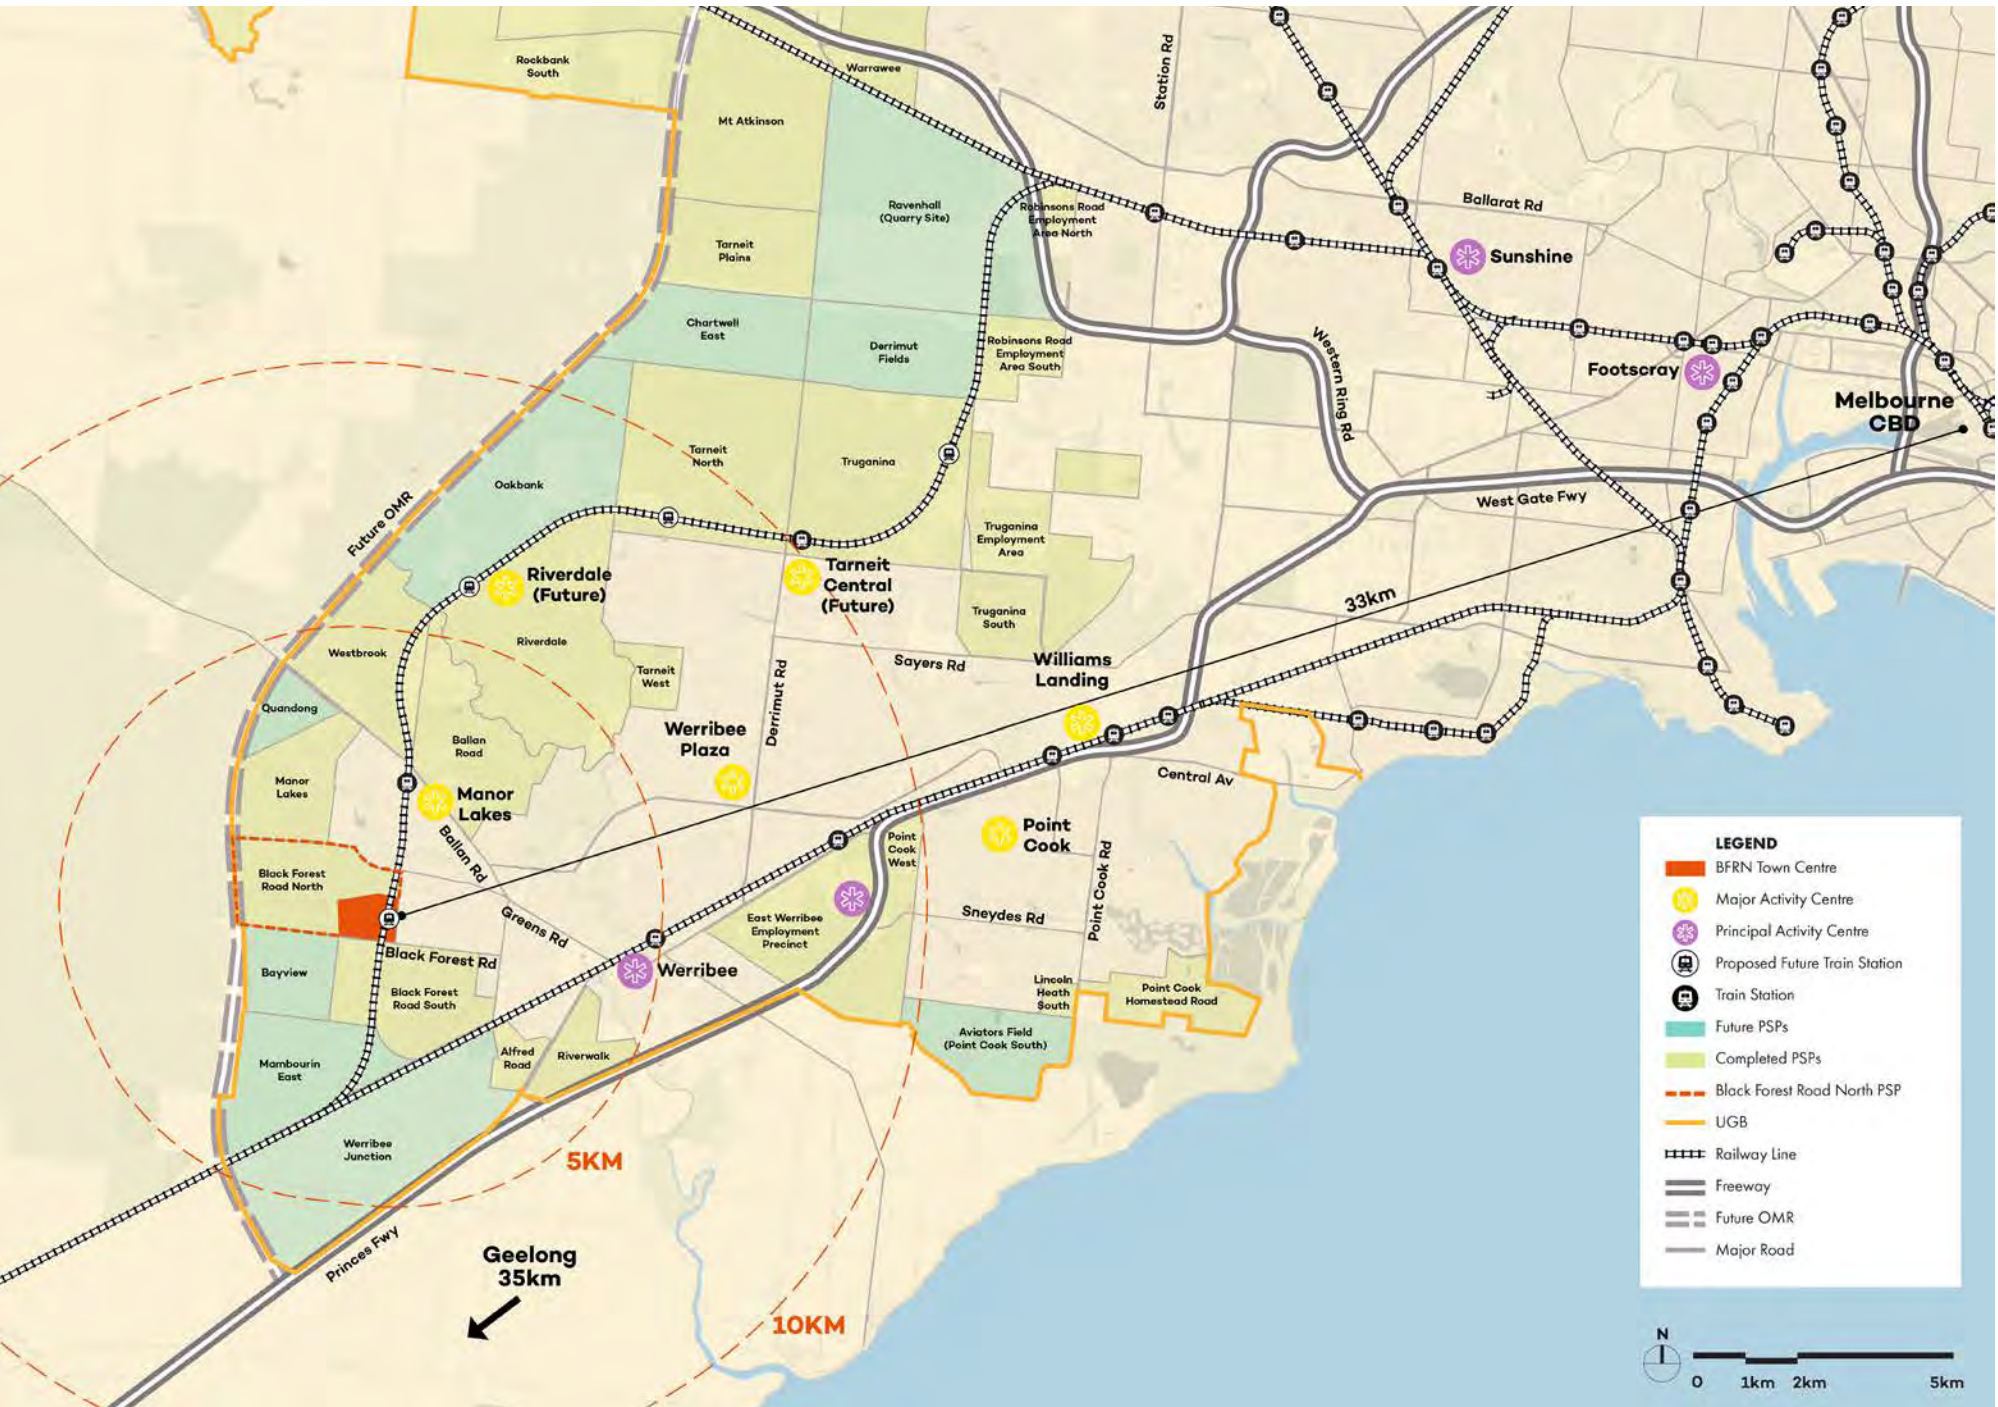 Rockbank
South
Warrawee
Mt Atkinson
Station Rd
Ravenhall
(Quarry Site)
Robinsons Road
Employment
Area North
Ballarat Rd
Tarneit
Plains
Sunshine
Chartwell
East
Derrimut
Fields
Robinsons Road
Employment
Area South
Western Ring Rd
Footscray
Melbourne
CBD
Tarneit
North
Truganina
Oakbank
West Gate Fwy
Future OMR
Truganina
Employment
Area
Riverdale
(Future)
Tarneit
Central
(Future)
33km
Truganina
South
Riverdale
Westbrook
Tarneit
West
Sayers Rd
Williams
Landing
Derrimut Rd
Quandong
Ballan
Road
Werribee
Plaza
Manor
Lakes
Manor
Lakes
Central Av
Ballan Rd
Point
Cook
Point
Cook
West
Black Forest
Road North
Point Cook Rd
Greens Rd
Sneydes Rd
East Werribee
Employment
Precinct
Black Forest Rd
Werribee
Bayview
Black Forest
Road South
Lincoln
Heath
South
Point Cook
Homestead Road
Aviators Field
(Point Cook South)
Alfred
Road
Riverwalk
Mambourin
East
Werribee
Junction
5KM
Princes Fwy
Geelong
35km
10KM
LEGEND
BFRN Town Centre
Major Activity Centre
Principal Activity Centre
Proposed Future Train Station
Train Station
Future PSPs
Completed PSPs
Black Forest Road North PSP
UGB
Railway Line
Freeway
Future OMR
Major Road
N
0 1km 2km 5km